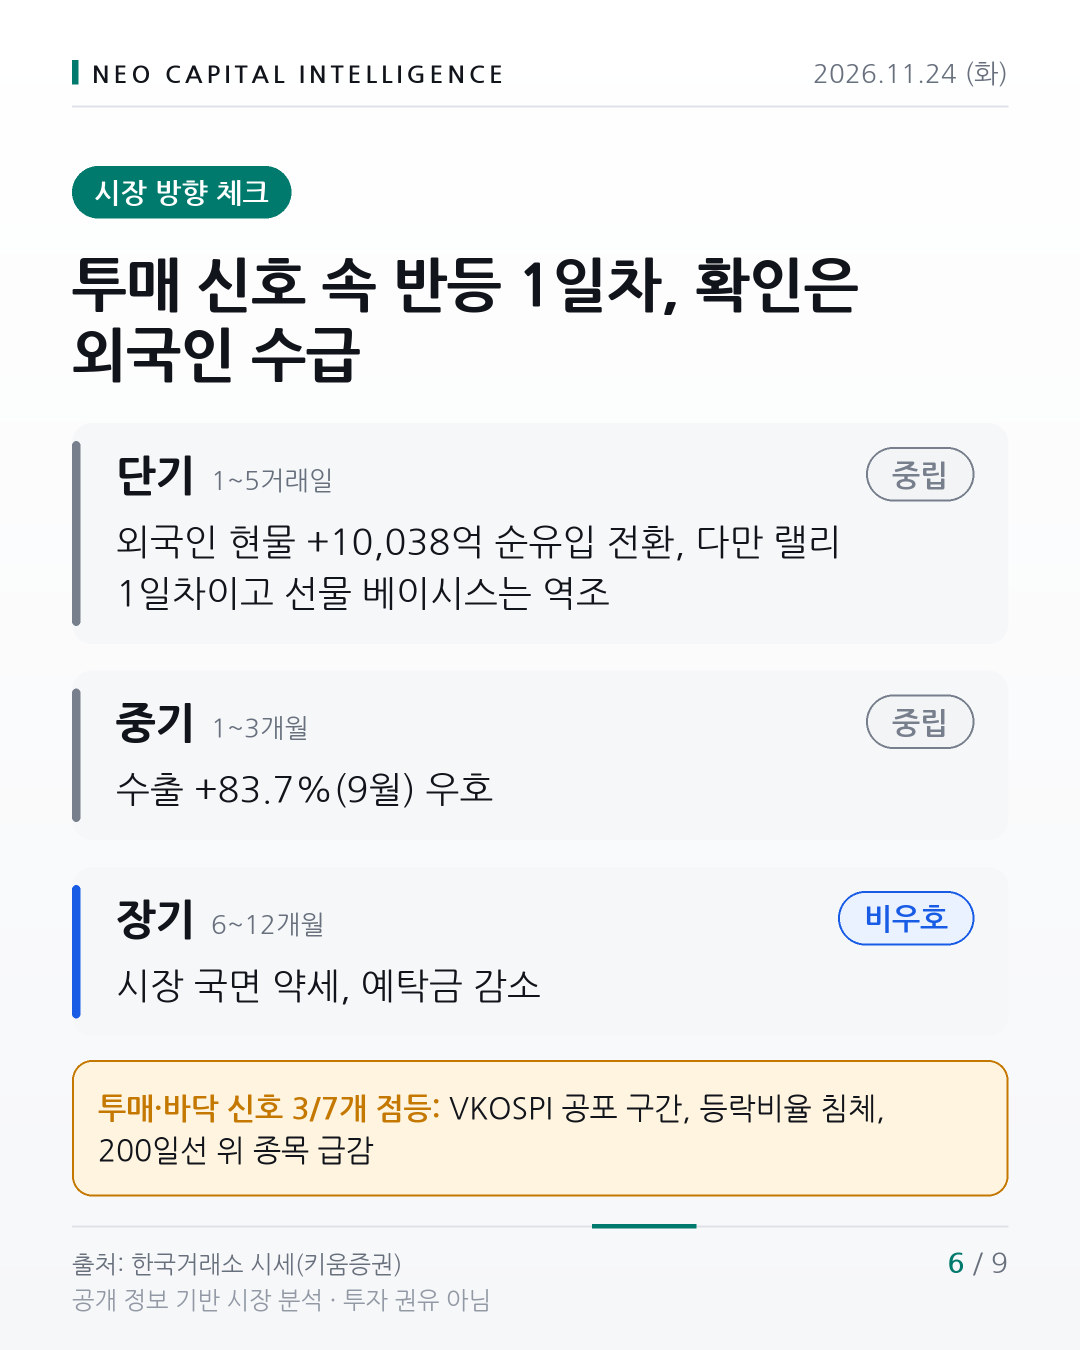 NEO CAPITAL INTELLIGENCE
2026.11.24 (화)
시장 방향 체크
투매 신호 속 반등 1일차, 확인은
외국인 수급
단기 1~5거래일
중립
외국인 현물 +10,038억 순유입 전환, 다만 랠리
1일차이고 선물 베이시스는 역조
중기 1~3개월
중립
수출 +83.7%(9월) 우호
장기 6~12개월
비우호
시장 국면 약세, 예탁금 감소
투매·바닥 신호 3/7개 점등: VKOSPI 공포 구간, 등락비율 침체,
200일선 위 종목 급감
출처: 한국거래소 시세(키움증권)
6 / 9
공개 정보 기반 시장 분석 · 투자 권유 아님